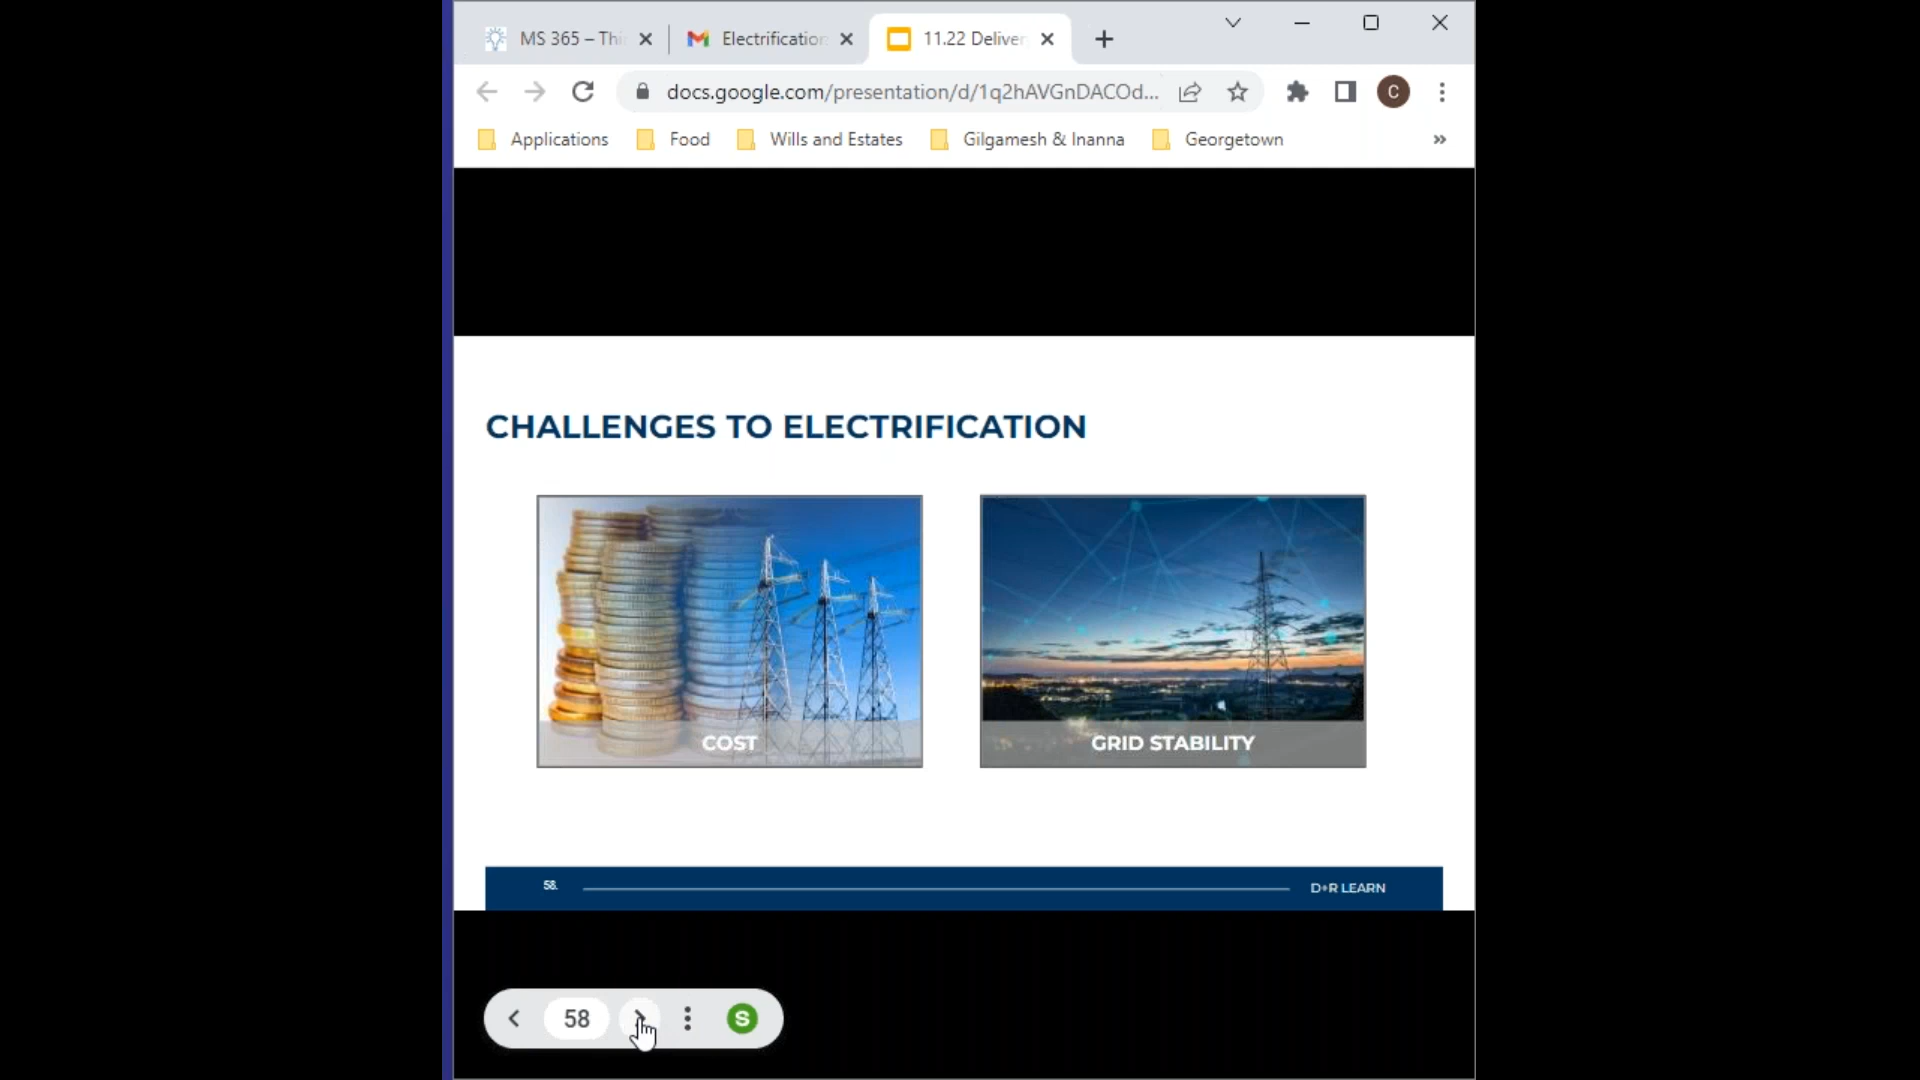 MS 365 – Thi
Electrification
11.22 Deliver
docs.google.com/presentation/d/1q2hAVGnDACOd...
C
Applications
Food
Wills and Estates
Gilgamesh & Inanna
Georgetown
»
CHALLENGES TO ELECTRIFICATION
COST
GRID STABILITY
58.
D+R LEARN
58
S